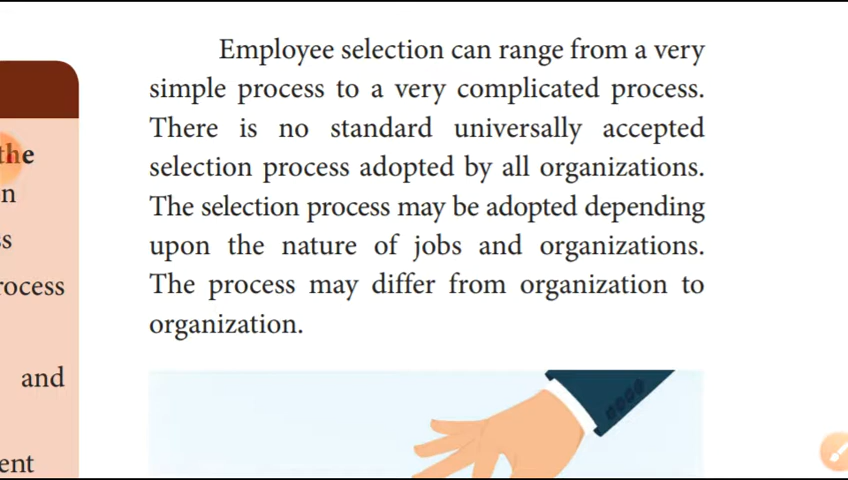 Employee selection can range from a very
simple process to a very complicated process.
There is no standard universally accepted
selection process adopted by all organizations.
The selection process may be adopted depending
upon the nature of jobs and organizations.
The process may differ from organization to
organization.
the
and